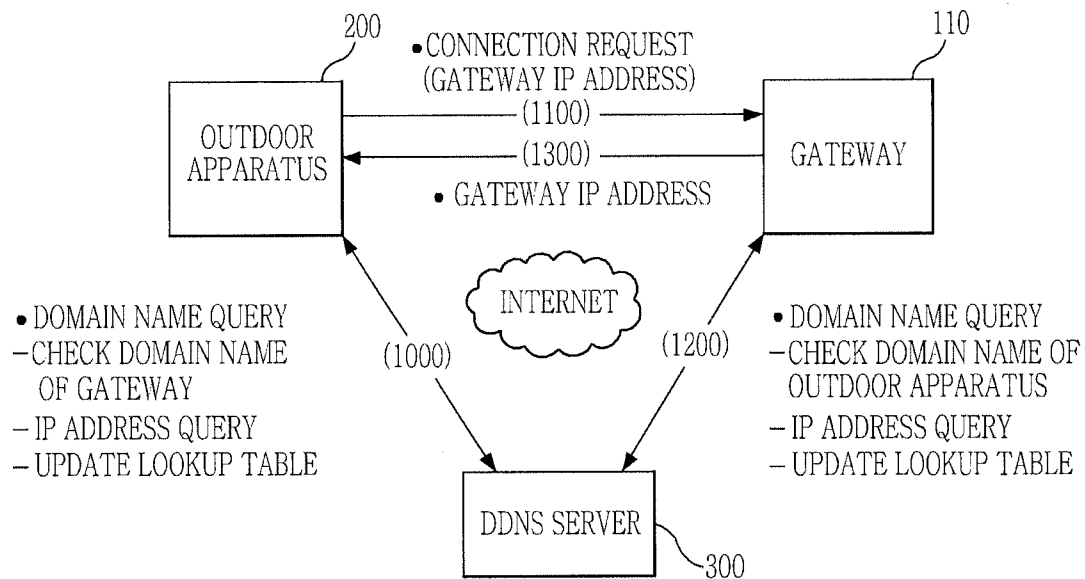 200
• CONNECTION REQUEST
(GATEWAY IP ADDRESS)
110
(1100)
OUTDOOR
APPARATUS
(1300)
GATEWAY
• GATEWAY IP ADDRESS
INTERNET
• DOMAIN NAME QUERY
– CHECK DOMAIN NAME
OF GATEWAY
– IP ADDRESS QUERY
– UPDATE LOOKUP TABLE
(1000)
(1200)
• DOMAIN NAME QUERY
– CHECK DOMAIN NAME OF
OUTDOOR APPARATUS
– IP ADDRESS QUERY
– UPDATE LOOKUP TABLE
DDNS SERVER
300